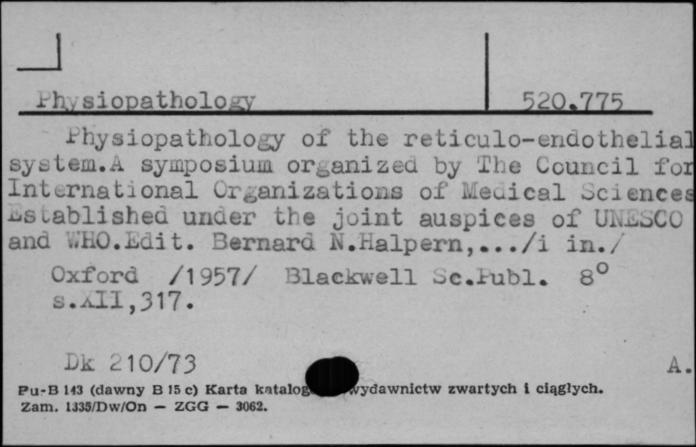 Physiopathology 520.775
Physiopathology of the reticulo-endothelial
system.A symposium organized by The Council for
International Organizations of Medical Sciences
Established under the joint auspices of UNESCO
and WHO.Edit. Bernard N.Halpern,.../i in./
Oxford /1957/ Blackwell Sc.Publ. 8°
s.XII,317.
Dk 210/73 A.
Pu-B 143 (dawny B 15 c) Karta katalog wydawnictw zwartych i ciągłych.
Zam. 1335/Dw/On — ZGG — 3062.